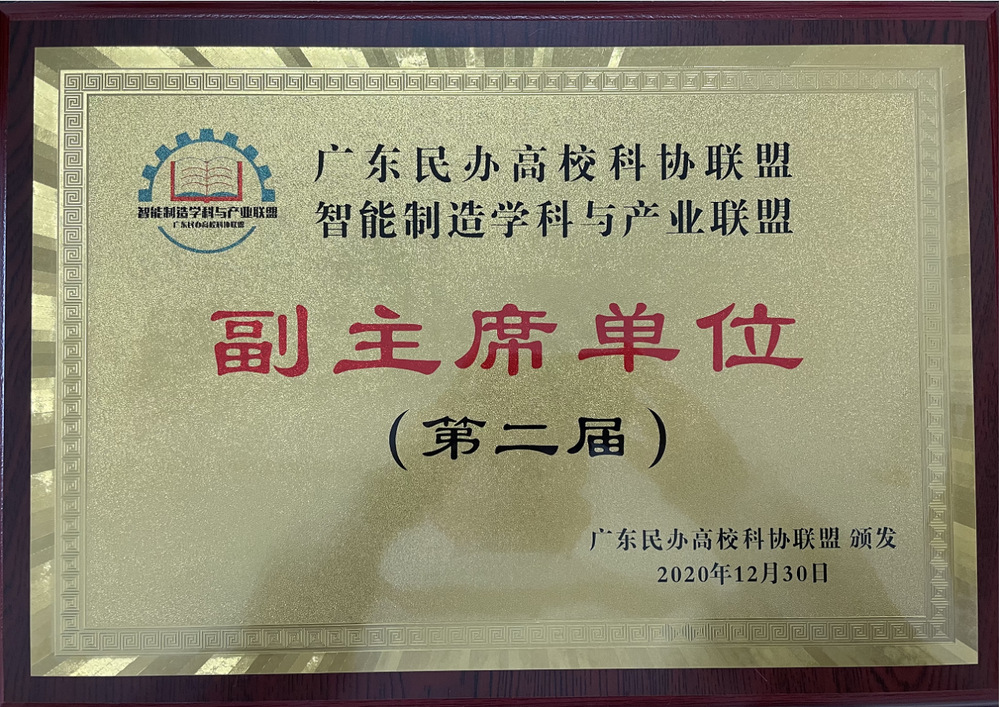 广东民办高校科协联盟
智能制造学科与产业联盟
智能制造学科与产业联盟
广东民办高校科协联盟
副主席单位
(第二届)
广东民办高校科协联盟 颁发
2020年12月30日